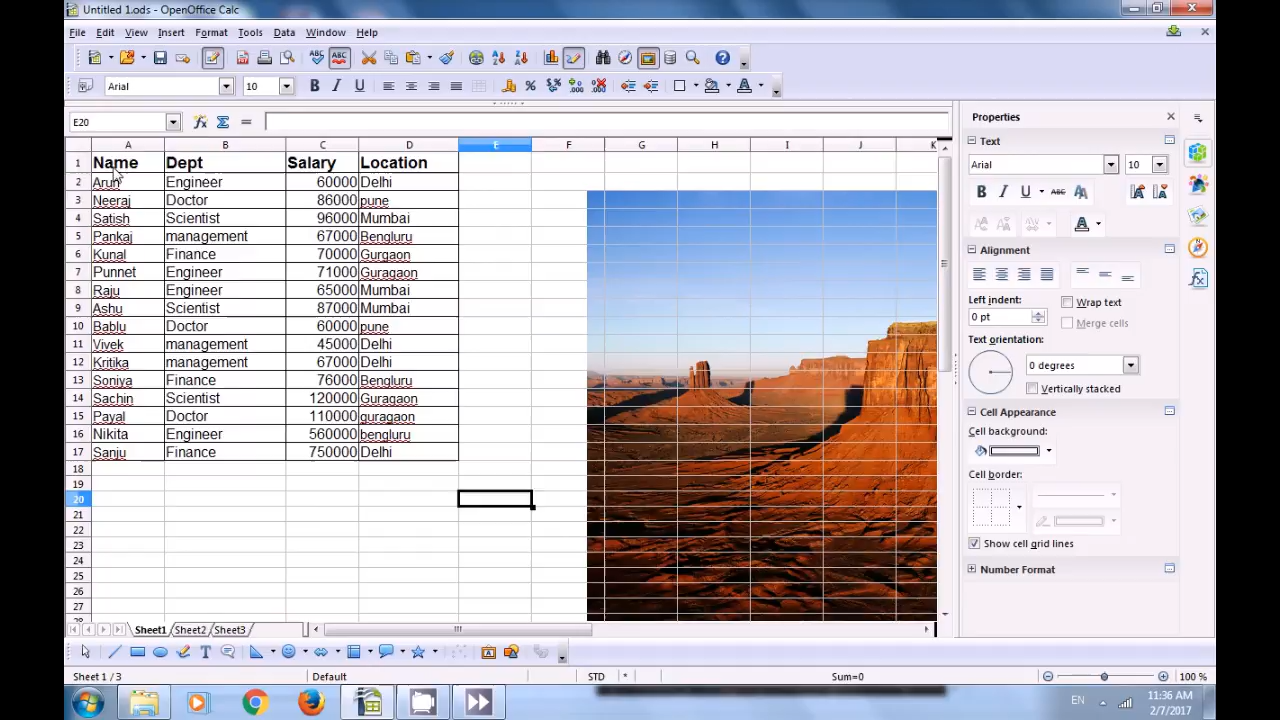 Untitled 1.ods - OpenOffice Calc
File Edit View Insert Format Tools Data Window Help
Arial 10
E20
Properties
Text
Arial 10
Alignment
Left indent: Wrap text
0 pt Merge cells
Text orientation:
0 degrees
Vertically stacked
Cell Appearance
Cell background:
Cell border:
Show cell grid lines
Number Format
A B C D E F G H I J K
1 Name Dept Salary Location
2 Arun Engineer 60000 Delhi
3 Neeraj Doctor 86000 pune
4 Satish Scientist 96000 Mumbai
5 Pankaj management 67000 Bengluru
6 Kunal Finance 70000 Gurgaon
7 Punnet Engineer 71000 Guragaon
8 Raju Engineer 65000 Mumbai
9 Ashu Scientist 87000 Mumbai
10 Bablu Doctor 60000 pune
11 Vivek management 45000 Delhi
12 Kritika management 67000 Delhi
13 Soniya Finance 76000 Bengluru
14 Sachin Scientist 120000 Guragaon
15 Payal Doctor 110000 guragaon
16 Nikita Engineer 560000 bengluru
17 Sanju Finance 750000 Delhi
18
19
20
21
22
23
24
25
26
27
Sheet1 Sheet2 Sheet3
Sheet 1 / 3 Default STD * Sum=0 100 %
EN 11:36 AM
2/7/2017